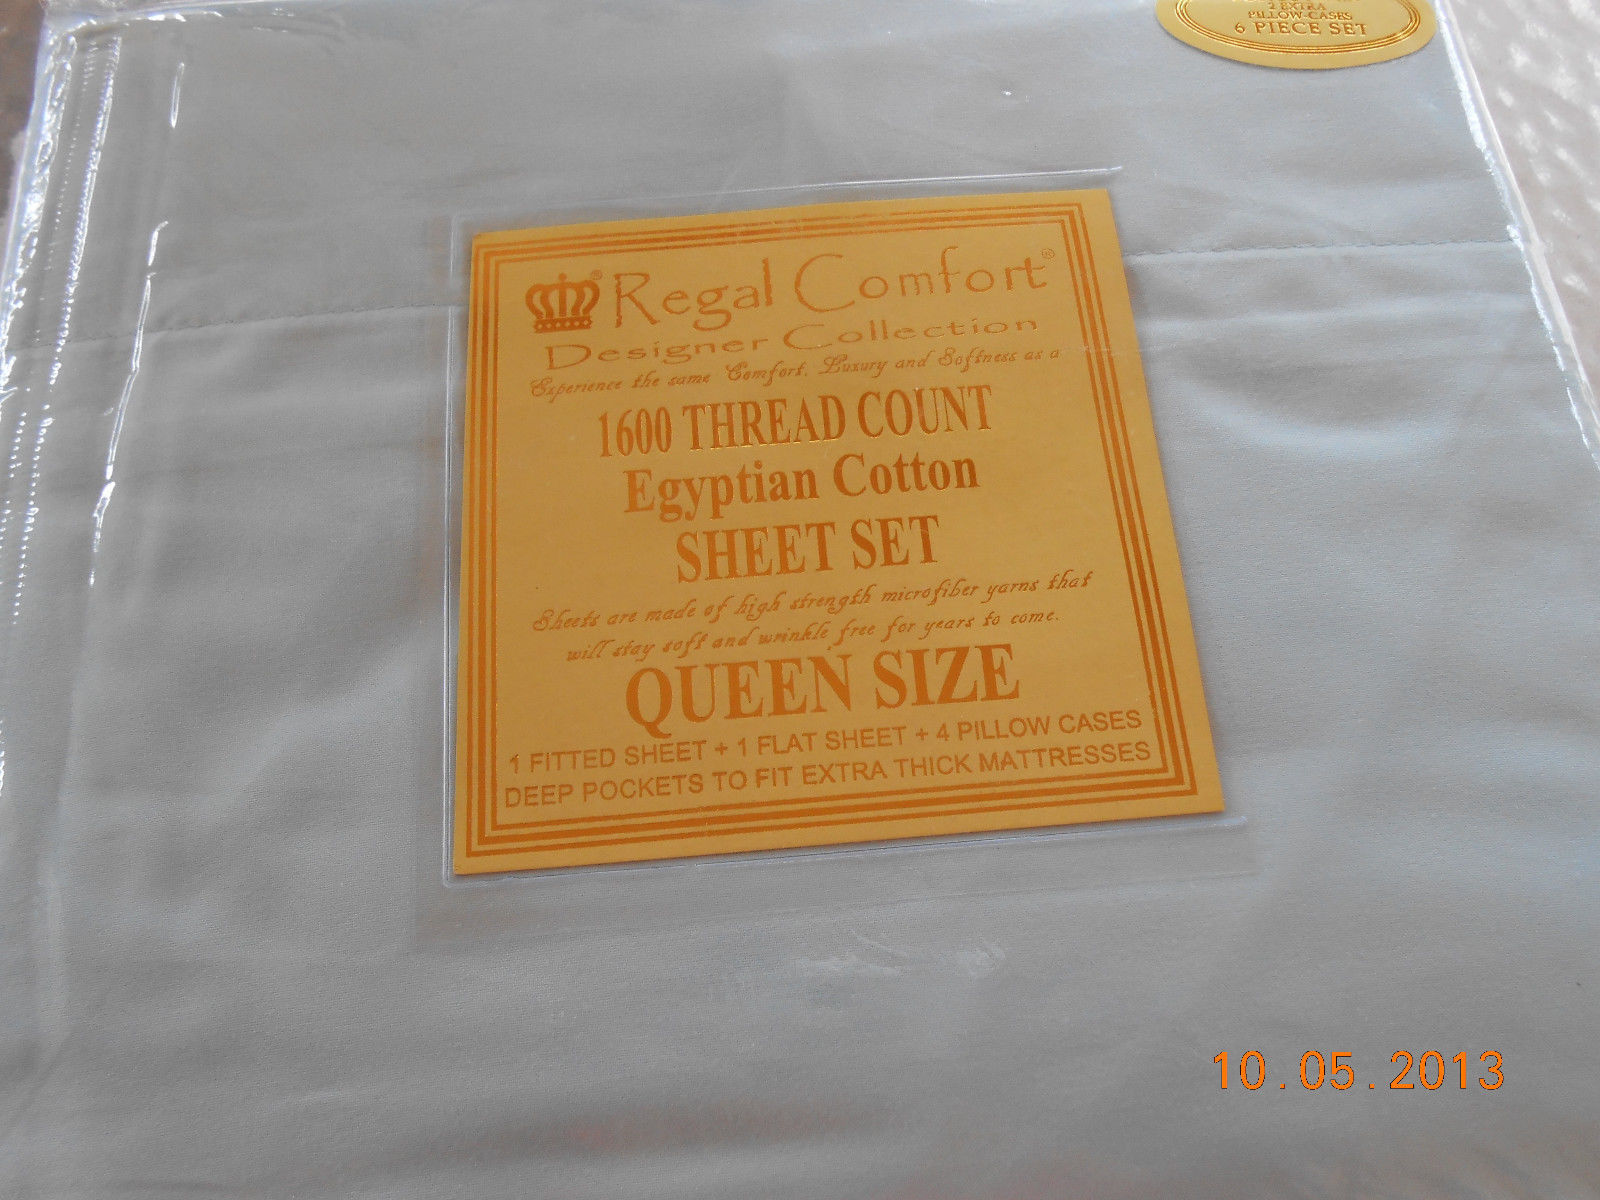 2 EXTRA
PILLOW-CASES
6 PIECE SET
Regal Comfort®
Designer Collection
Experience the same Comfort, Luxury and Softness as a
1600 THREAD COUNT
Egyptian Cotton
SHEET SET
Sheets are made of high strength microfiber yarns that
will stay soft and wrinkle free for years to come.
QUEEN SIZE
1 FITTED SHEET + 1 FLAT SHEET + 4 PILLOW CASES
DEEP POCKETS TO FIT EXTRA THICK MATTRESSES
10.05.2013